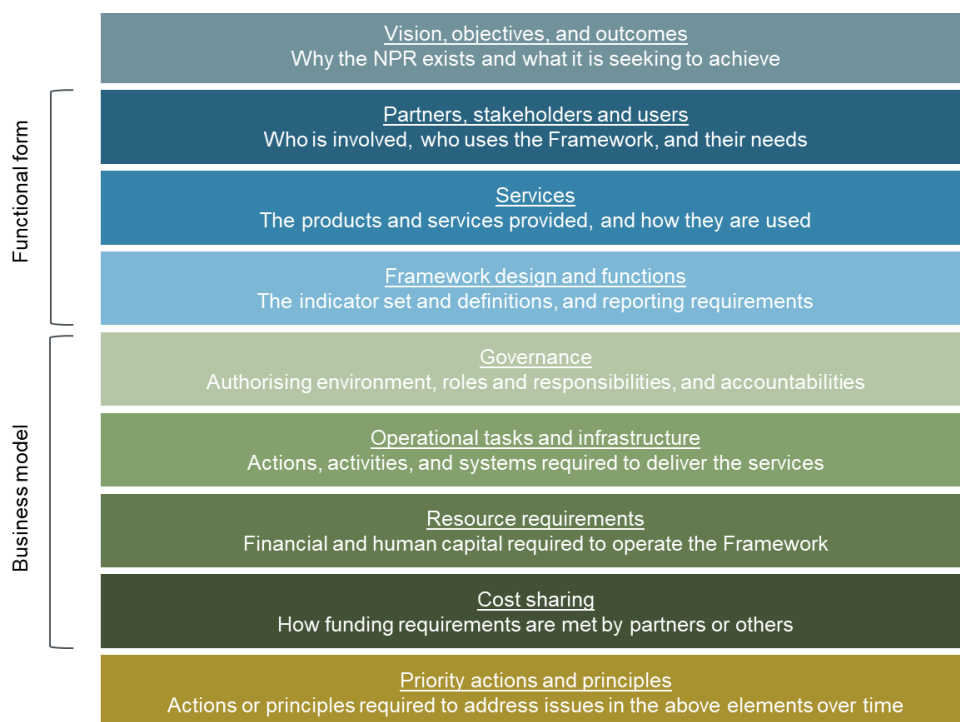 Vision, objectives, and outcomes
Why the NPR exists and what it is seeking to achieve
Functional form
Partners, stakeholders and users
Who is involved, who uses the Framework, and their needs
Services
The products and services provided, and how they are used
Framework design and functions
The indicator set and definitions, and reporting requirements
Business model
Governance
Authorising environment, roles and responsibilities, and accountabilities
Operational tasks and infrastructure
Actions, activities, and systems required to deliver the services
Resource requirements
Financial and human capital required to operate the Framework
Cost sharing
How funding requirements are met by partners or others
Priority actions and principles
Actions or principles required to address issues in the above elements over time